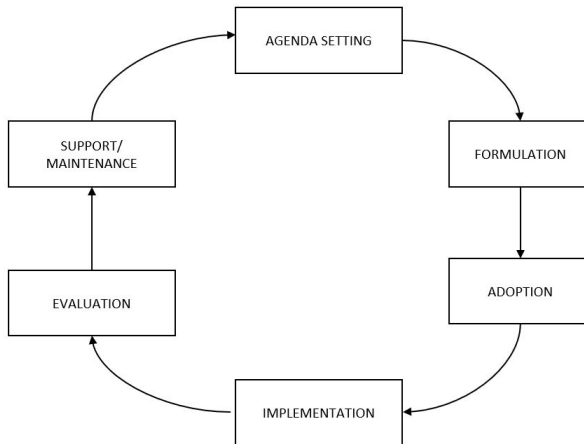 AGENDA SETTING
FORMULATION
ADOPTION
IMPLEMENTATION
EVALUATION
SUPPORT/
MAINTENANCE